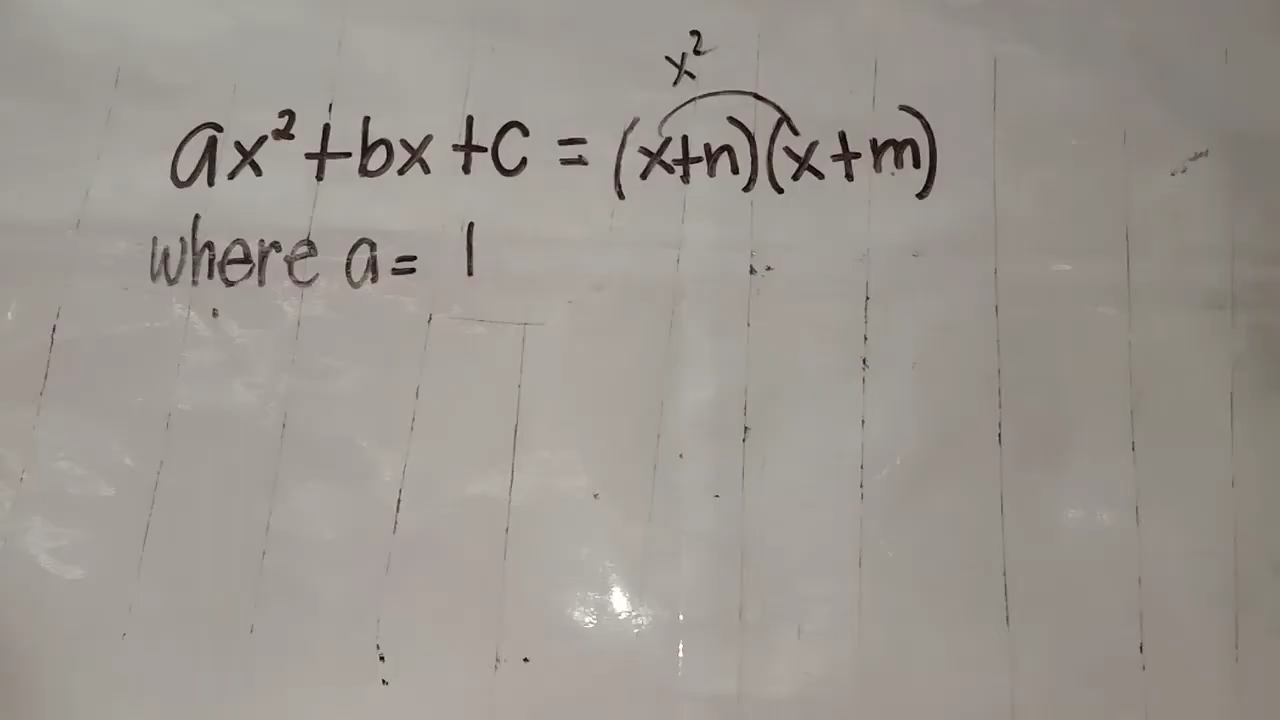 x²
ax² + bx + c = (x+n)(x+m)
where a = 1